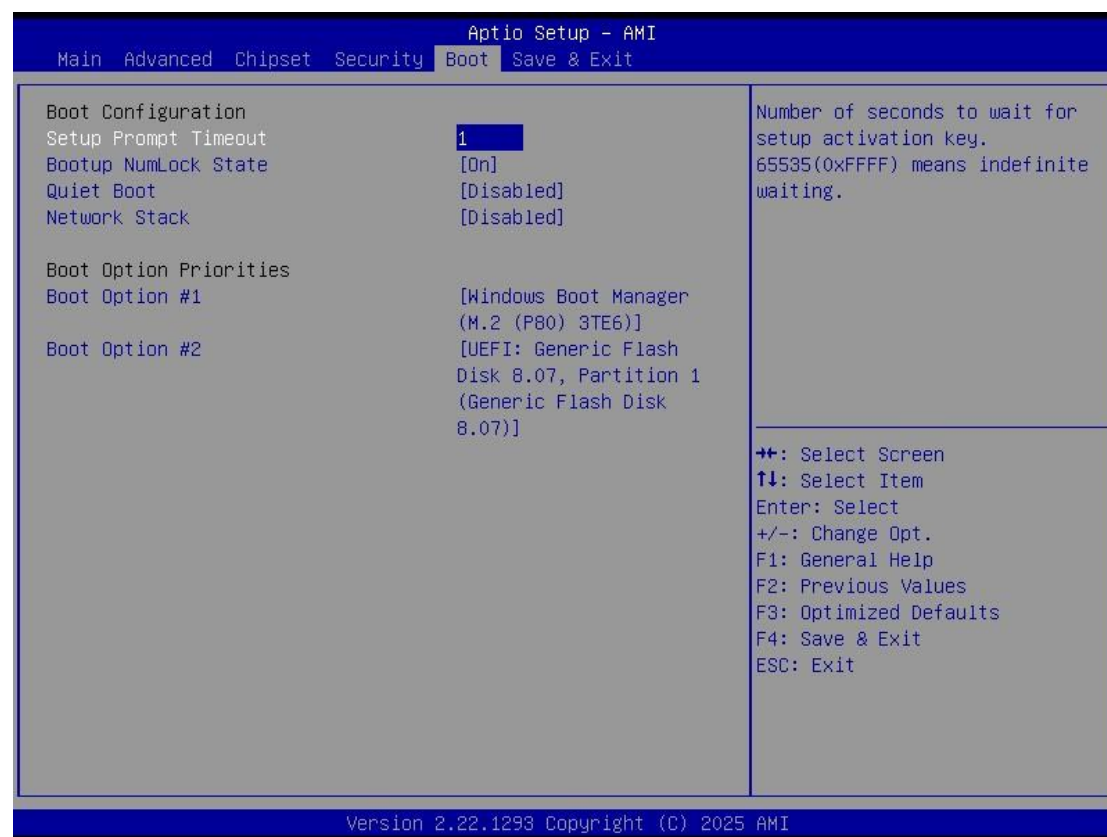 Aptio Setup - AMI
Main Advanced Chipset Security Boot Save & Exit
Boot Configuration
Setup Prompt Timeout 1
Bootup NumLock State [On]
Quiet Boot [Disabled]
Network Stack [Disabled]
Boot Option Priorities
Boot Option #1 [Windows Boot Manager
(M.2 (P80) 3TE6)]
Boot Option #2 [UEFI: Generic Flash
Disk 8.07, Partition 1
(Generic Flash Disk
8.07)]
Number of seconds to wait for
setup activation key.
65535(0xFFFF) means indefinite
waiting.
→←: Select Screen
↑↓: Select Item
Enter: Select
+/-: Change Opt.
F1: General Help
F2: Previous Values
F3: Optimized Defaults
F4: Save & Exit
ESC: Exit
Version 2.22.1293 Copyright (C) 2025 AMI